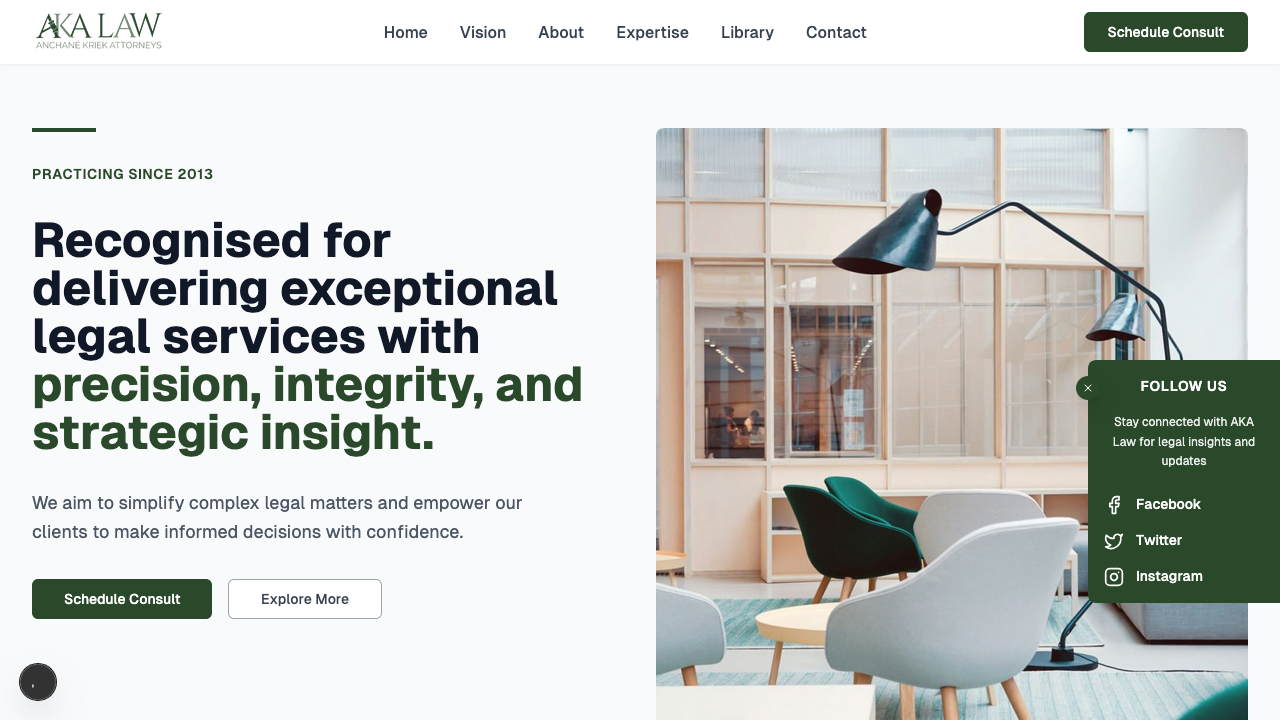 AKA LAW
ANCHANÉ KRIEK ATTORNEYS
Home
Vision
About
Expertise
Library
Contact
Schedule Consult
PRACTICING SINCE 2013
Recognised for
delivering exceptional
legal services with
precision, integrity, and
strategic insight.
We aim to simplify complex legal matters and empower our
clients to make informed decisions with confidence.
Schedule Consult
Explore More
FOLLOW US
Stay connected with AKA
Law for legal insights and
updates
Facebook
Twitter
Instagram